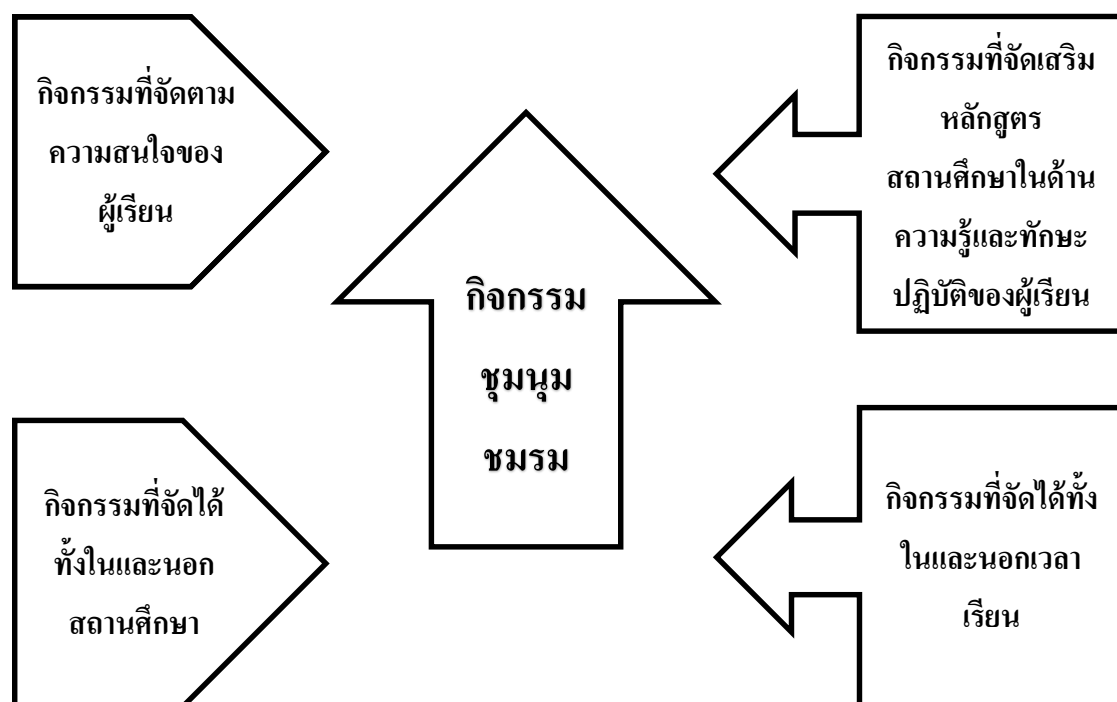 กิจกรรมที่จัดตาม
ความสนใจของ
ผู้เรียน
กิจกรรมที่จัดเสริม
หลักสูตร
สถานศึกษาในด้าน
ความรู้และทักษะ
ปฏิบัติของผู้เรียน
กิจกรรม
ชุมนุม
ชมรม
กิจกรรมที่จัดได้
ทั้งในและนอก
สถานศึกษา
กิจกรรมที่จัดได้ทั้ง
ในและนอกเวลา
เรียน